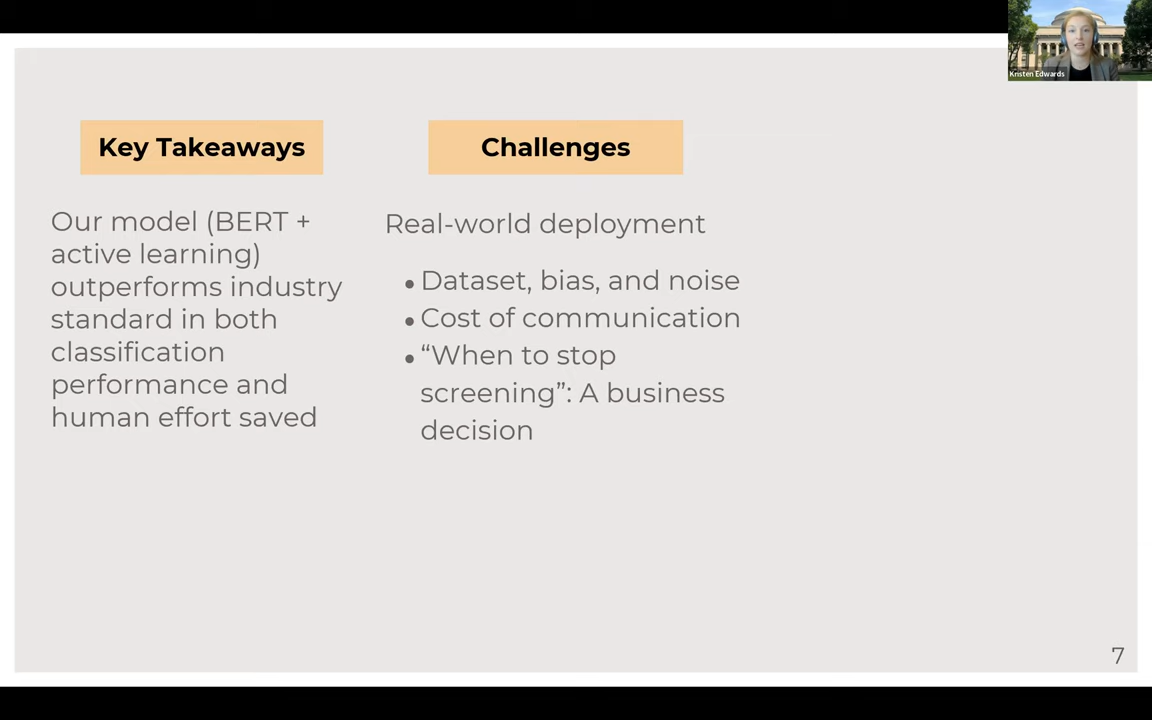 Kristen Edwards
Key Takeaways
Our model (BERT +
active learning)
outperforms industry
standard in both
classification
performance and
human effort saved
Challenges
Real-world deployment
• Dataset, bias, and noise
• Cost of communication
• “When to stop
screening”: A business
decision
7